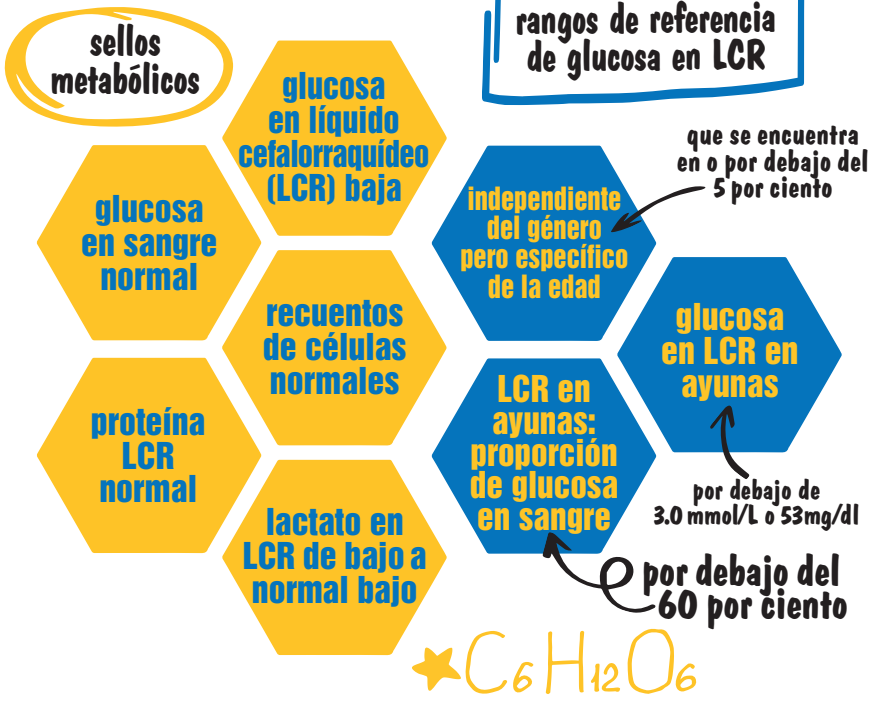 sellos
metabólicos
glucosa
en líquido
cefalorraquídeo
(LCR) baja
glucosa
en sangre
normal
recuentos
de células
normales
proteína
LCR
normal
lactato en
LCR de bajo a
normal bajo
rangos de referencia
de glucosa en LCR
que se encuentra
en o por debajo del
5 por ciento
independiente
del género
pero específico
de la edad
glucosa
en LCR en
ayunas
por debajo de
3.0 mmol/L o 53mg/dl
LCR en
ayunas:
proporción
de glucosa
en sangre
por debajo del
60 por ciento
C6H12O6